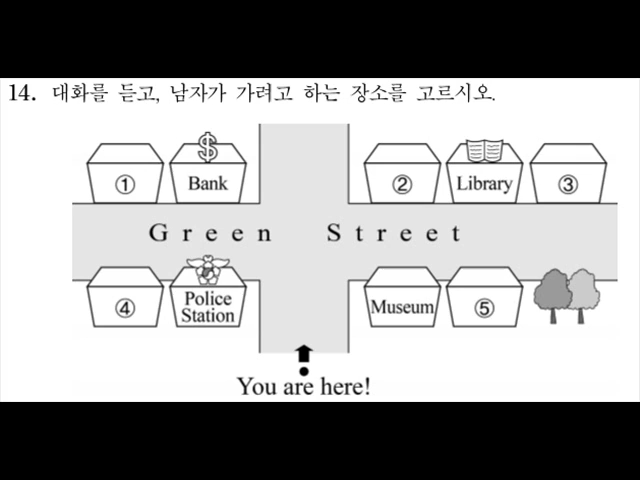 14. 대화를 듣고, 남자가 가려고 하는 장소를 고르시오.
① Bank ② Library ③
Green Street
④ Police Station Museum ⑤
You are here!